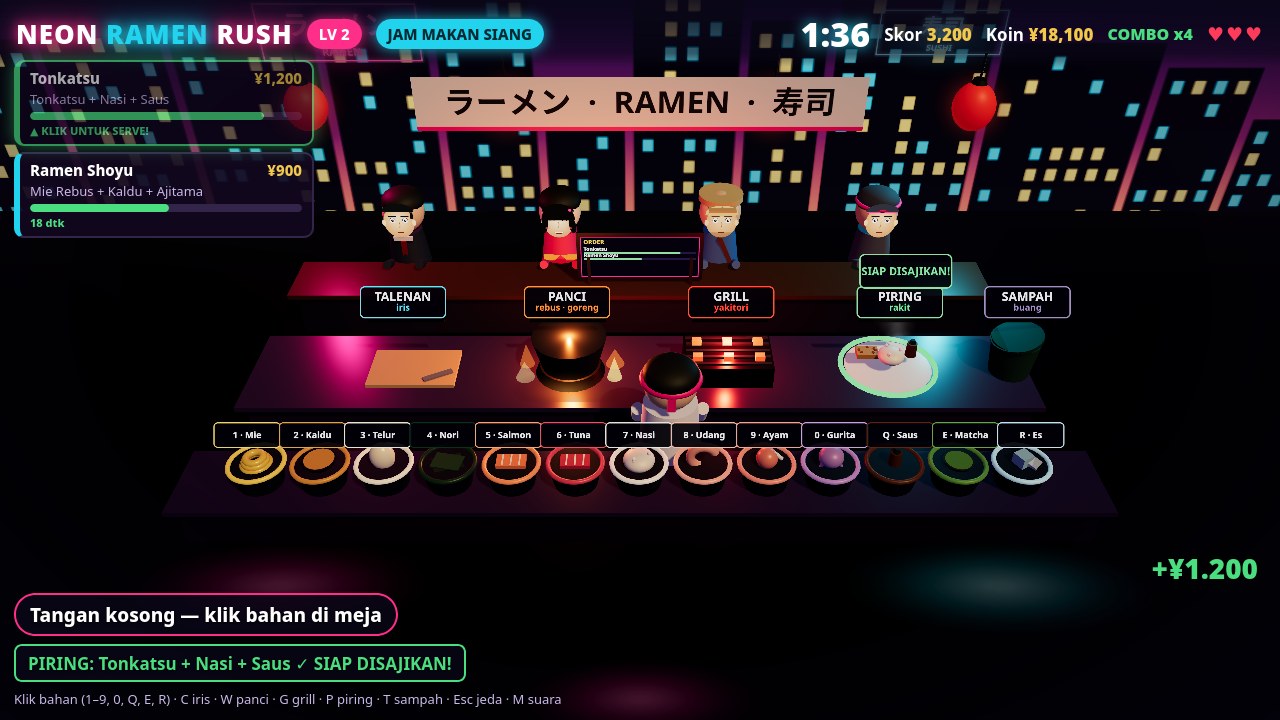 NEON RAMEN RUSH LV 2 JAM MAKAN SIANG
1:36 Skor 3,200 Koin ¥18,100 COMBO x4 ♥♥♥
Tonkatsu ¥1,200
Tonkatsu + Nasi + Saus
▲ KLIK UNTUK SERVE!
Ramen Shoyu ¥900
Mie Rebus + Kaldu + Ajitama
18 dtk
ラーメン · RAMEN · 寿司
ORDER
Tonkatsu
Ramen Shoyu
SIAP DISAJIKAN!
TALENAN
iris
PANCI
rebus · goreng
GRILL
yakitori
PIRING
rakit
SAMPAH
buang
1 · Mie
2 · Kaldu
3 · Telur
4 · Nori
5 · Salmon
6 · Tuna
7 · Nasi
8 · Udang
9 · Ayam
0 · Gurita
Q · Saus
E · Matcha
R · Es
+¥1.200
Tangan kosong — klik bahan di meja
PIRING: Tonkatsu + Nasi + Saus ✓ SIAP DISAJIKAN!
Klik bahan (1–9, 0, Q, E, R) · C iris · W panci · G grill · P piring · T sampah · Esc jeda · M suara